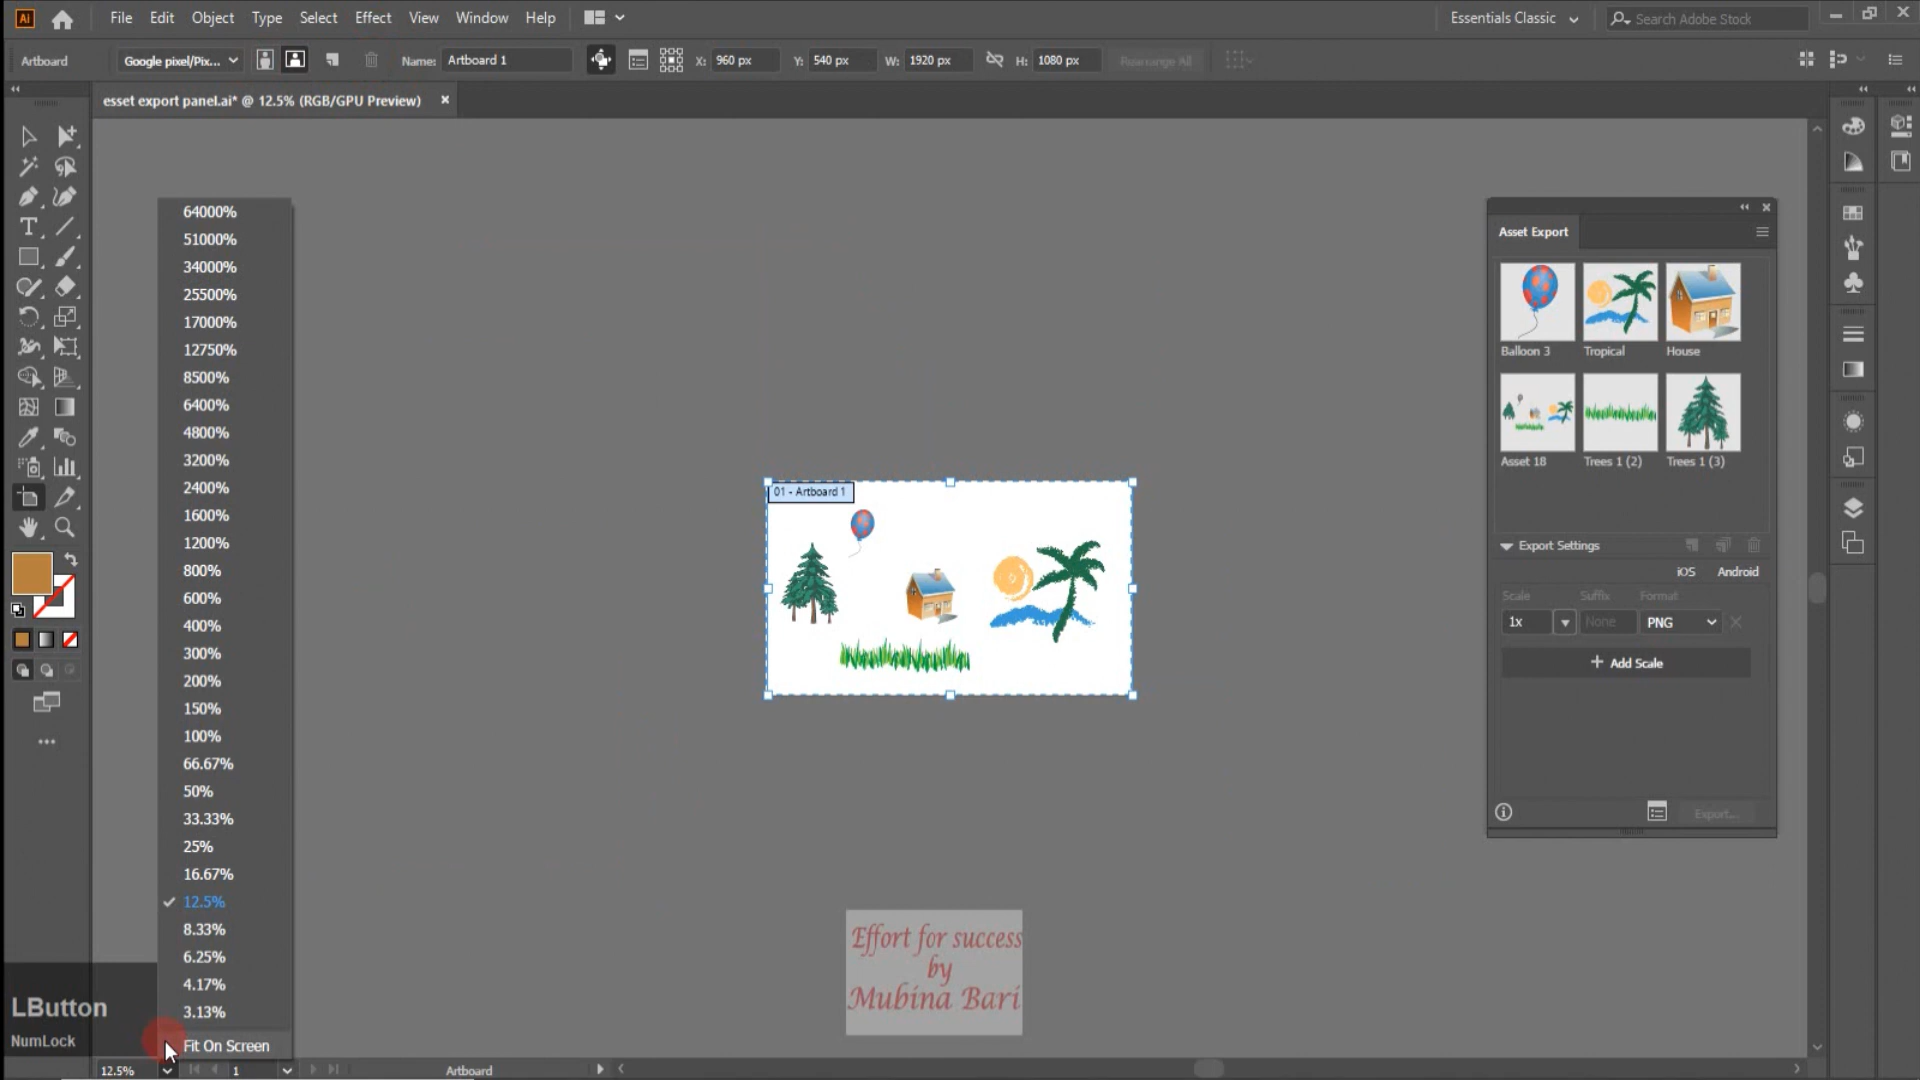 Ai File Edit Object Type Select Effect View Window Help Essentials Classic Search Adobe Stock
Artboard Google pixel/Pix... Name: Artboard 1 X: 960 px Y: 540 px W: 1920 px H: 1080 px Rearrange All
esset export panel.ai* @ 12.5% (RGB/GPU Preview)
64000%
51000%
34000%
25500%
17000%
12750%
8500%
6400%
4800%
3200%
2400%
1600%
1200%
800%
600%
400%
300%
200%
150%
100%
66.67%
50%
33.33%
25%
16.67%
12.5%
8.33%
6.25%
4.17%
3.13%
Fit On Screen
LButton
NumLock
12.5% 1 Artboard
01 - Artboard 1
Effort for success
by
Mubina Bari
Asset Export
Balloon 3 Tropical House
Asset 18 Trees 1 (2) Trees 1 (3)
Export Settings
iOS Android
Scale Suffix Format
1x None PNG
+ Add Scale
Export...